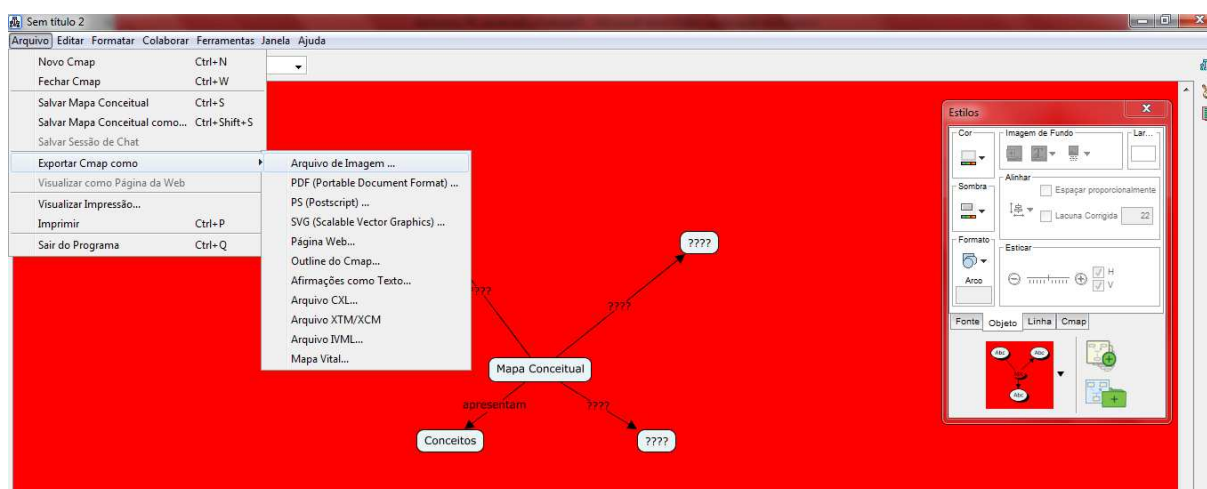 Sem título 2
Arquivo Editar Formatar Colaborar Ferramentas Janela Ajuda
Novo Cmap Ctrl+N
Fechar Cmap Ctrl+W
Salvar Mapa Conceitual Ctrl+S
Salvar Mapa Conceitual como... Ctrl+Shift+S
Salvar Sessão de Chat
Exportar Cmap como
Visualizar como Página da Web
Visualizar Impressão...
Imprimir Ctrl+P
Sair do Programa Ctrl+Q
Arquivo de Imagem ...
PDF (Portable Document Format) ...
PS (Postscript) ...
SVG (Scalable Vector Graphics) ...
Página Web...
Outline do Cmap...
Afirmações como Texto...
Arquivo CXL...
Arquivo XTM/XCM
Arquivo IVML...
Mapa Vital...
????
????
????
Mapa Conceitual
apresentam ????
Conceitos ????
Estilos
Cor Imagem de Fundo Lar...
Sombra Alinhar
Espaçar proporcionalmente
Lacuna Corrigida 22
Formato Esticar
Arco
H
V
Fonte Objeto Linha Cmap
Abc Abc
Abc